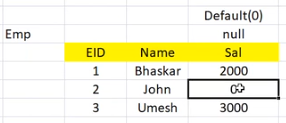 Default(0)
Emp null
EID Name Sal
1 Bhaskar 2000
2 John 0
3 Umesh 3000